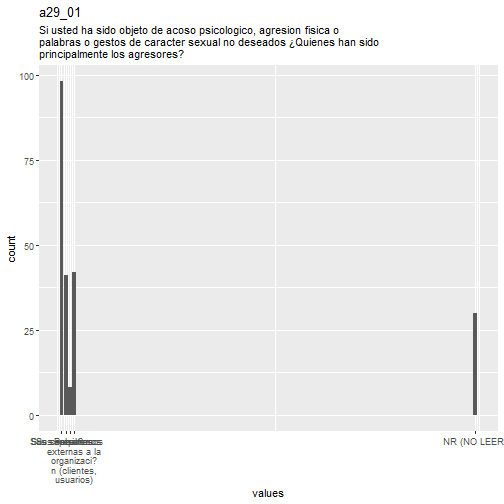 a29_01
Si usted ha sido objeto de acoso psicologico, agresion fisica o
palabras o gestos de caracter sexual no deseados ¿Quienes han sido
principalmente los agresores?
100
75
50
25
0
count
NR (NO LEER
externas a la
organizaci?
n (clientes,
usuarios)
values